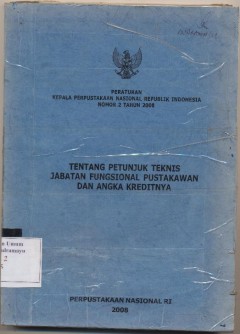 PERATURAN
KEPALA PERPUSTAKAAN NASIONAL REPUBLIK INDONESIA
NOMOR 2 TAHUN 2008
TENTANG PETUNJUK TEKNIS
JABATAN FUNGSIONAL PUSTAKAWAN
DAN ANGKA KREDITNYA
2
PERPUSTAKAAN NASIONAL RI
2008